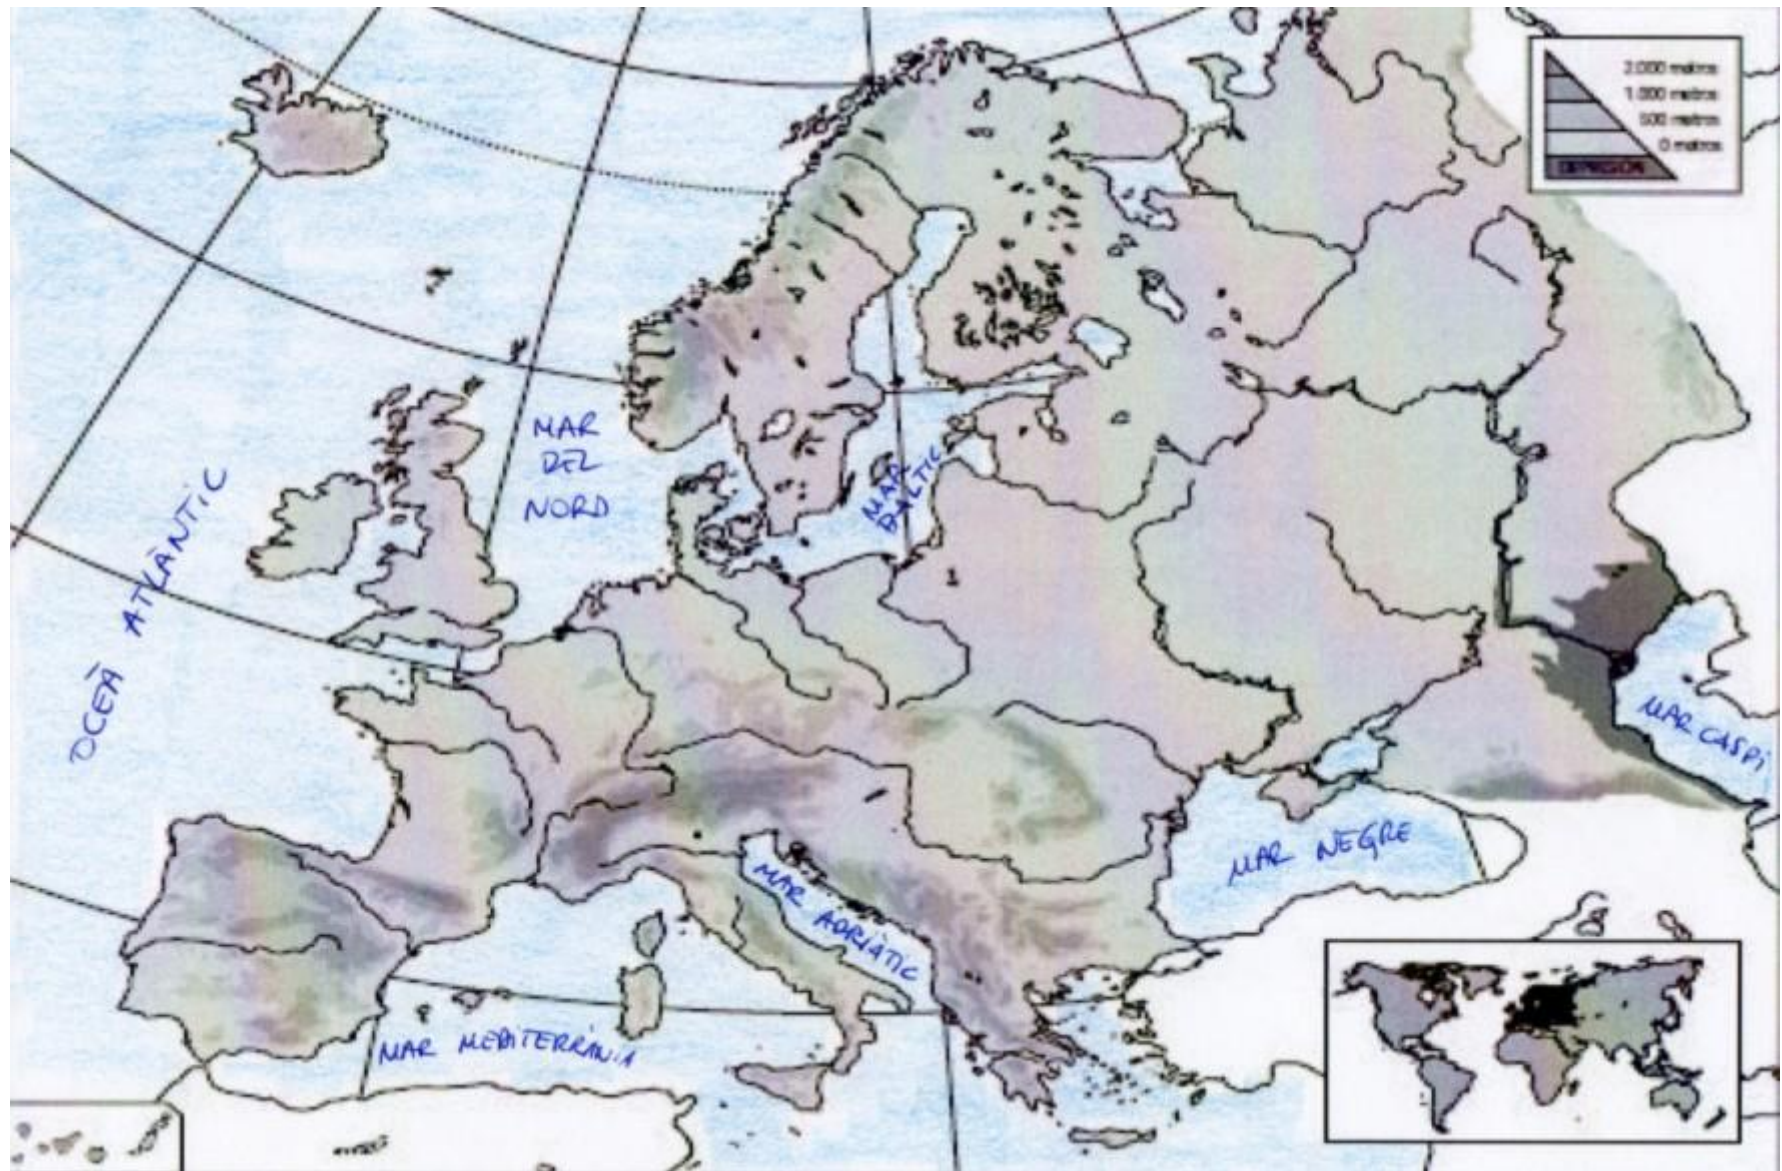 2.000 metros
1.000 metros
500 metros
0 metros
MAR
DEL
NORD
MAR
BALTIC
OCEÀ ATLÀNTIC
MAR CASPI
MAR NEGRE
MAR ADRIÀTIC
MAR MEDITERRÀNIA